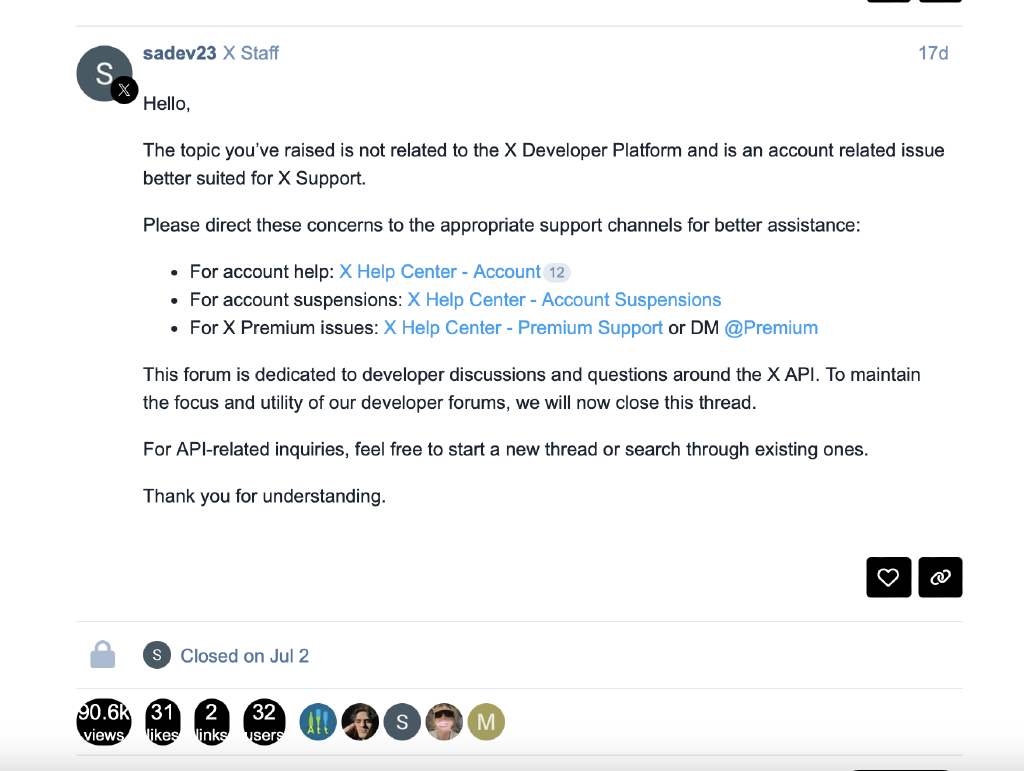 sadev23 X Staff
17d
S
X
Hello,
The topic you’ve raised is not related to the X Developer Platform and is an account related issue
better suited for X Support.
Please direct these concerns to the appropriate support channels for better assistance:
• For account help: X Help Center - Account 12
• For account suspensions: X Help Center - Account Suspensions
• For X Premium issues: X Help Center - Premium Support or DM @Premium
This forum is dedicated to developer discussions and questions around the X API. To maintain
the focus and utility of our developer forums, we will now close this thread.
For API-related inquiries, feel free to start a new thread or search through existing ones.
Thank you for understanding.
S Closed on Jul 2
90.6k 31 2 32 S M
views likes links users